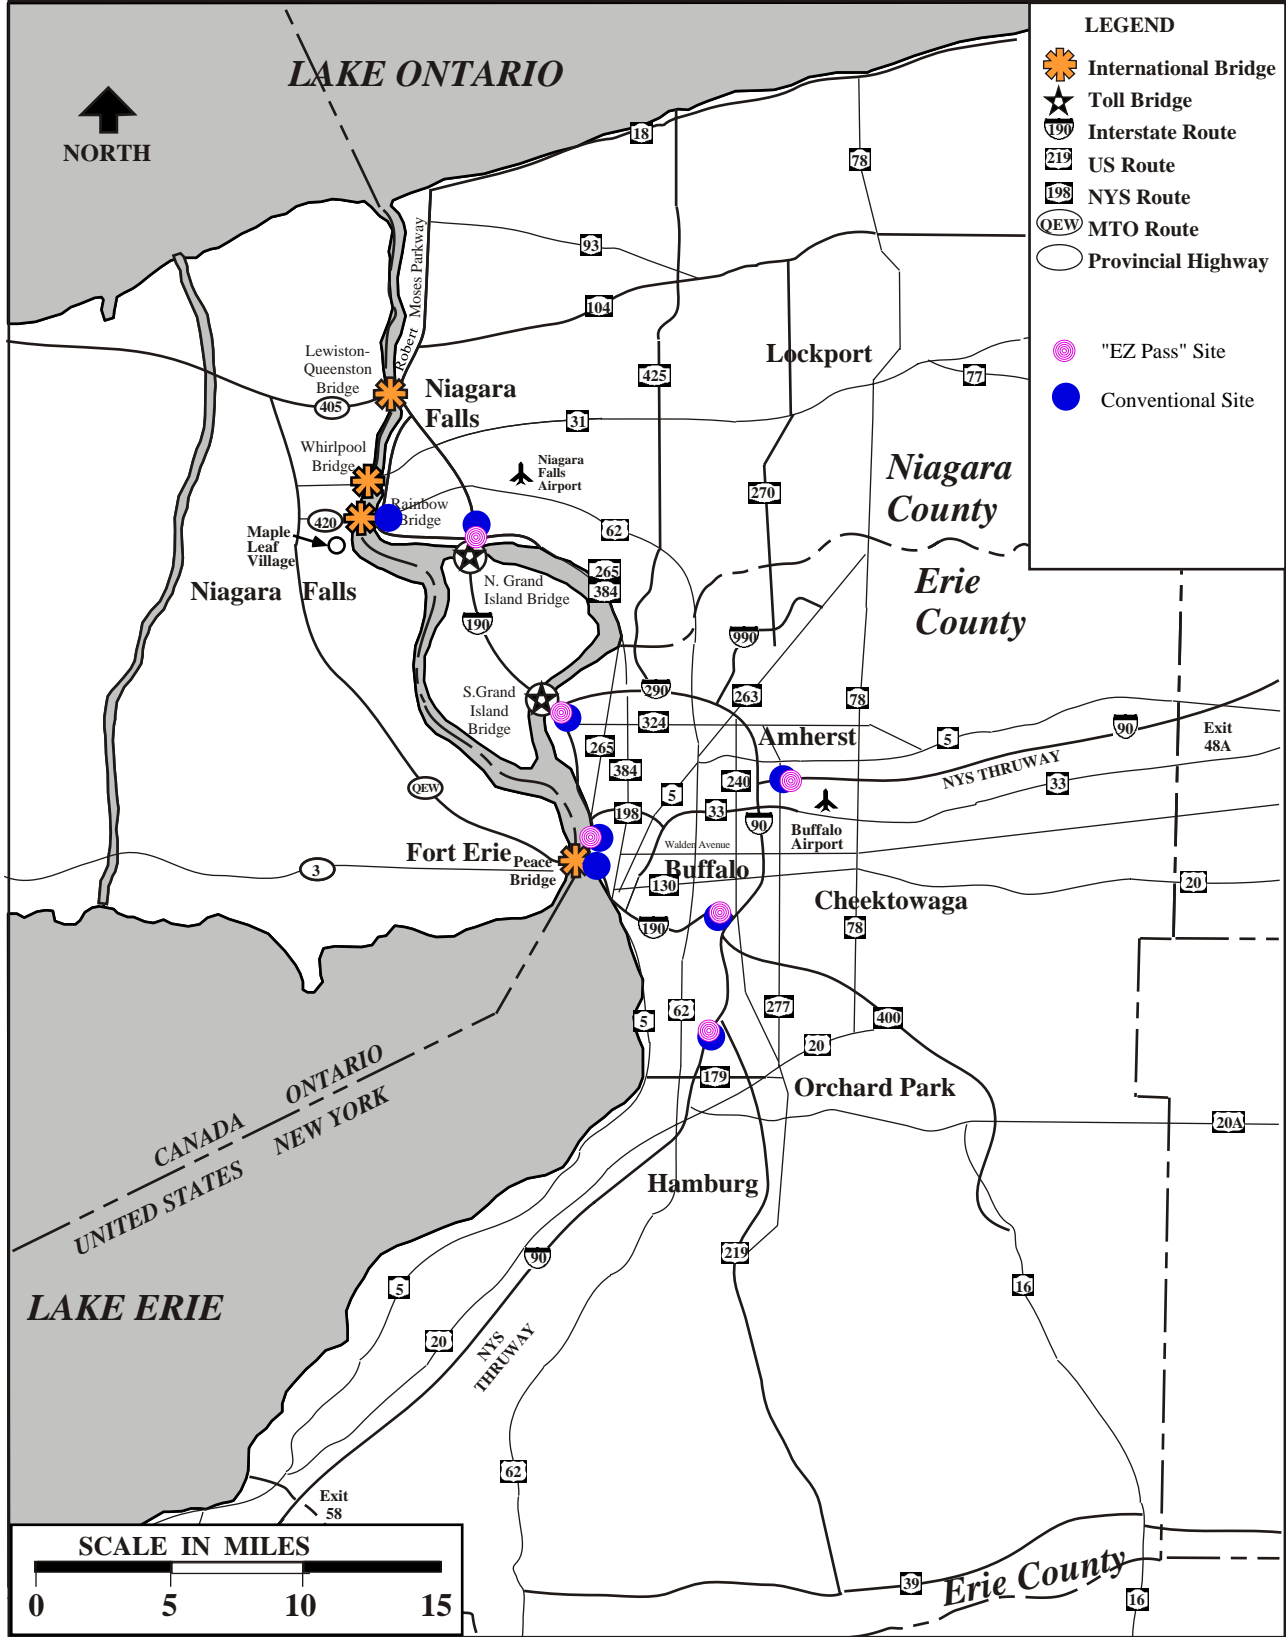 LEGEND
International Bridge
Toll Bridge
190 Interstate Route
219 US Route
198 NYS Route
QEW MTO Route
Provincial Highway
"EZ Pass" Site
Conventional Site
LAKE ONTARIO
NORTH
18
78
93
104
Robert Moses Parkway
Lewiston-
Queenston
Bridge
405
Niagara
Falls
Lockport
425
77
31
Whirlpool
Bridge
Niagara
Falls
Airport
270
Niagara
County
Rainbow
Bridge
420
Maple
Leaf
Village
62
Niagara Falls
N. Grand
Island Bridge
265
384
Erie
County
190
990
S.Grand
Island
Bridge
290
263
78
324
Amherst
5
90
Exit
48A
265
384
240
NYS THRUWAY
33
QEW
5
198
33
90
Buffalo
Airport
Walden Avenue
Fort Erie
Peace
Bridge
3
Buffalo
130
20
Cheektowaga
190
78
62
277
400
5
20
179
Orchard Park
20A
ONTARIO
CANADA
NEW YORK
UNITED STATES
Hamburg
90
219
5
16
LAKE ERIE
20
NYS
THRUWAY
62
Exit
58
SCALE IN MILES
0 5 10 15
39
Erie County
16